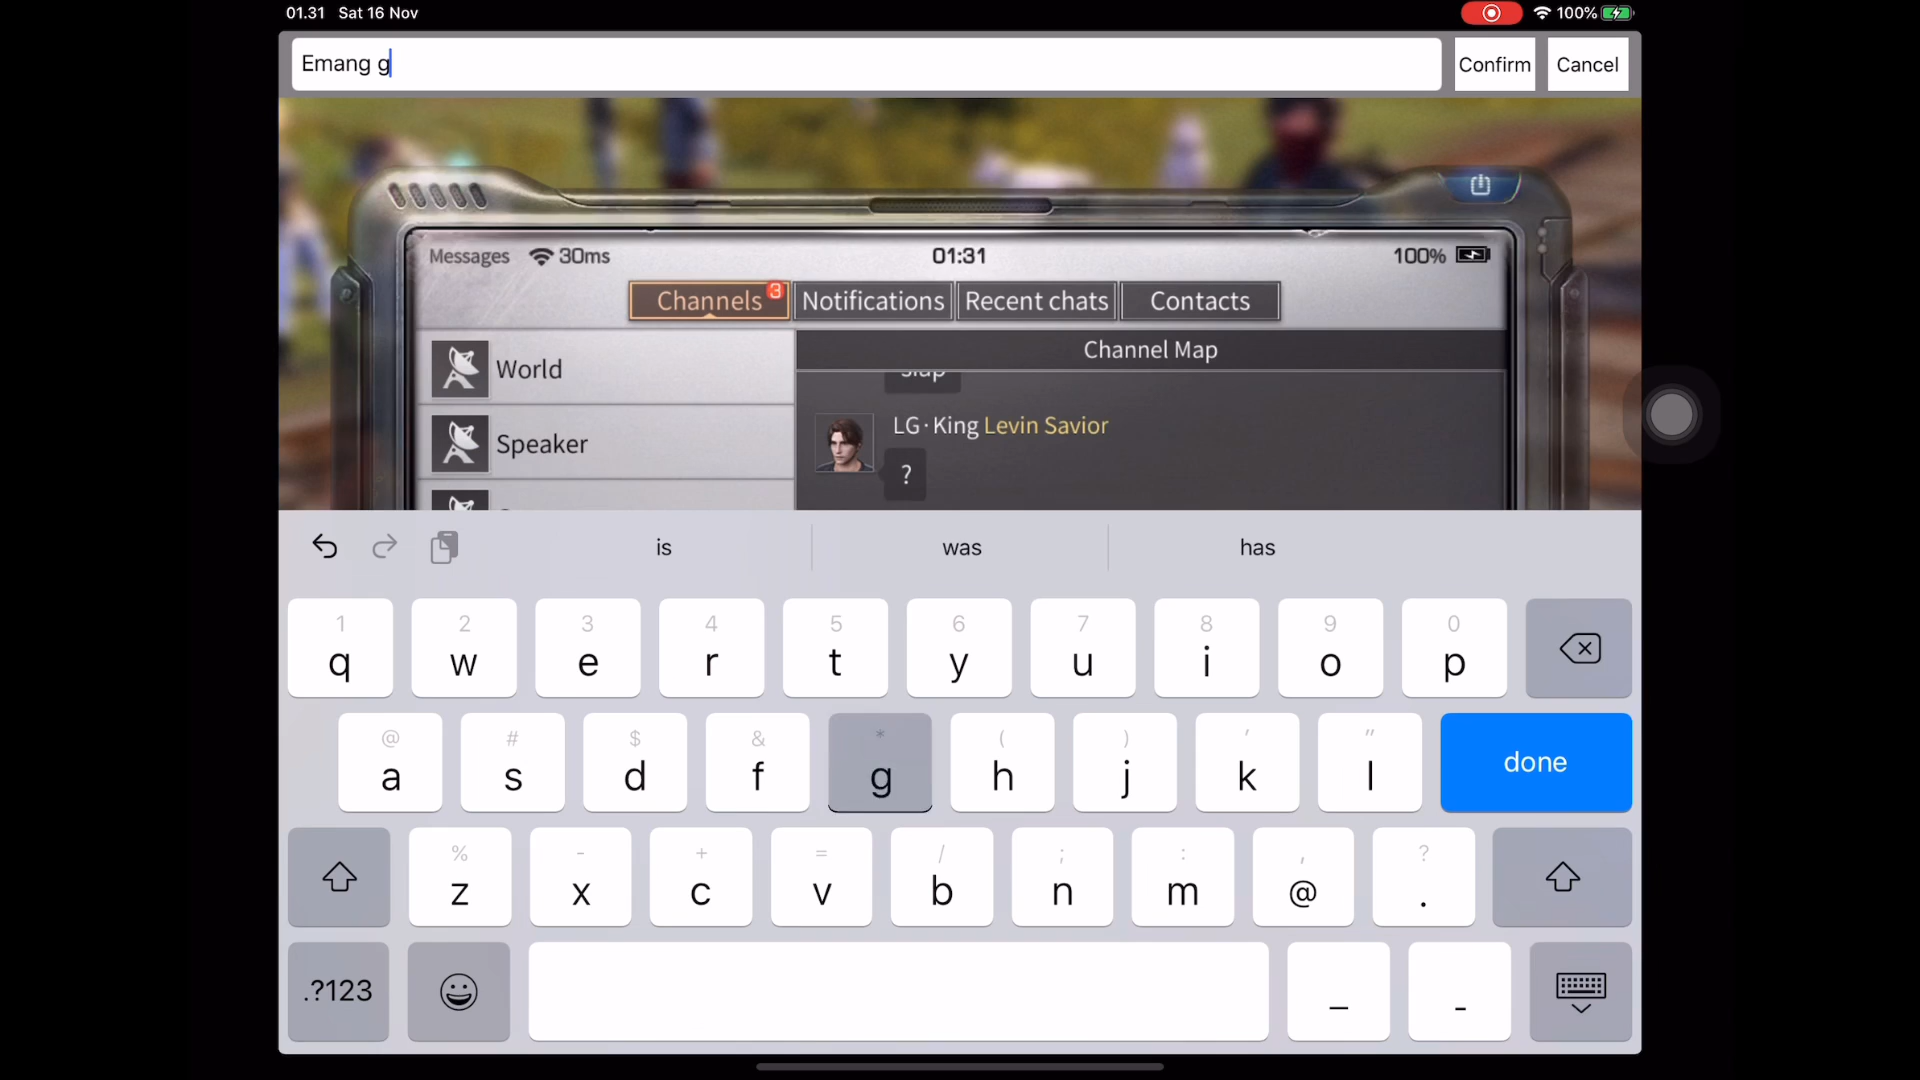 01.31 Sat 16 Nov
100%
Emang g
Confirm
Cancel
Messages 30ms
01:31
100%
Channels 3
Notifications
Recent chats
Contacts
World
Speaker
Channel Map
slap
LG·King Levin Savior
?
is was has
1 2 3 4 5 6 7 8 9 0
q w e r t y u i o p
@ # $ & * ( ) ' "
a s d f g h j k l done
% - + = / ; : , ?
z x c v b n m @ .
.?123 _ -